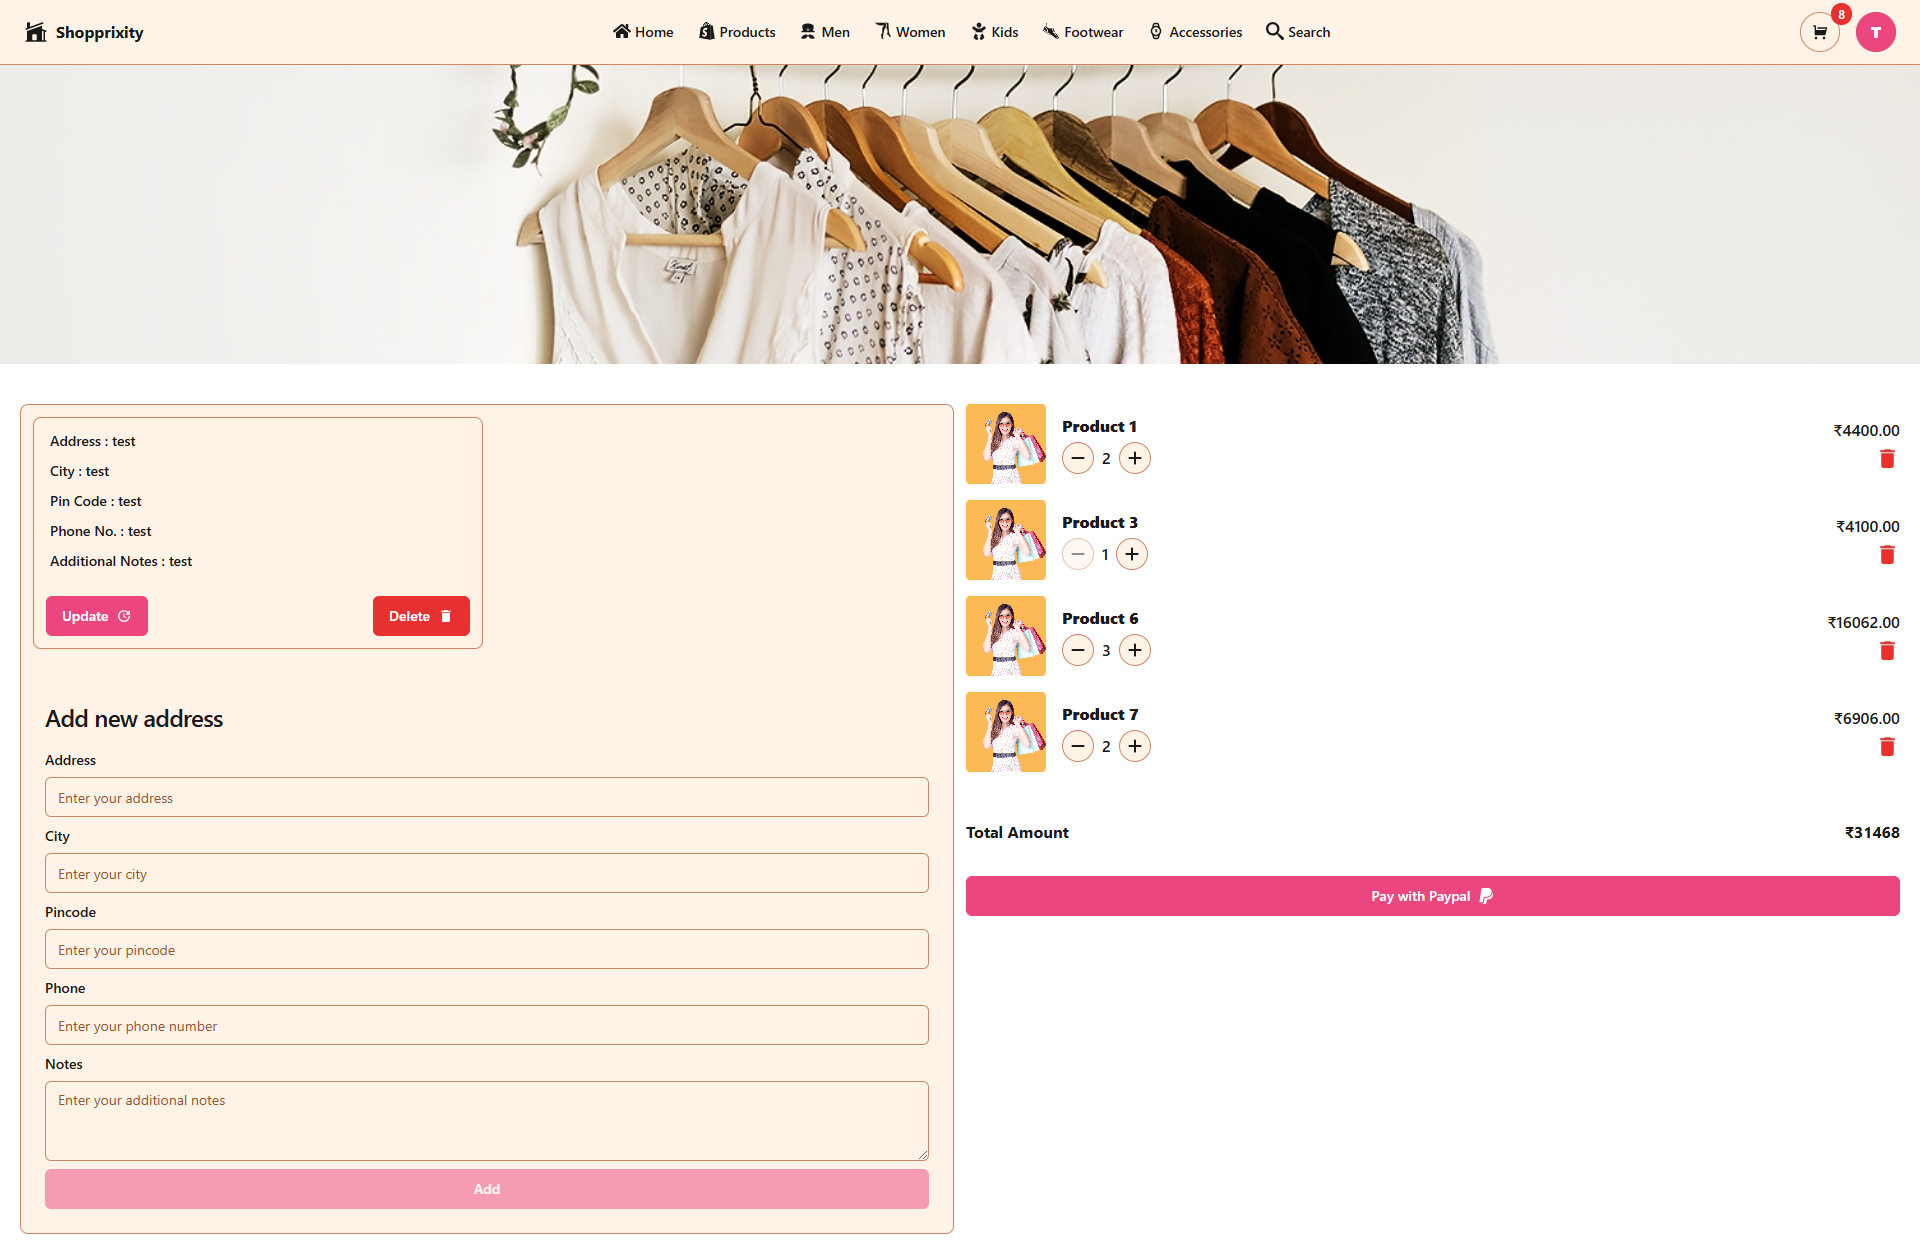 Shopprixity
Home
Products
Men
Women
Kids
Footwear
Accessories
Search
8
T
Address : test
City : test
Pin Code : test
Phone No. : test
Additional Notes : test
Update
Delete
Add new address
Address
Enter your address
City
Enter your city
Pincode
Enter your pincode
Phone
Enter your phone number
Notes
Enter your additional notes
Add
Product 1
₹4400.00
2
Product 3
₹4100.00
1
Product 6
₹16062.00
3
Product 7
₹6906.00
2
Total Amount
₹31468
Pay with Paypal